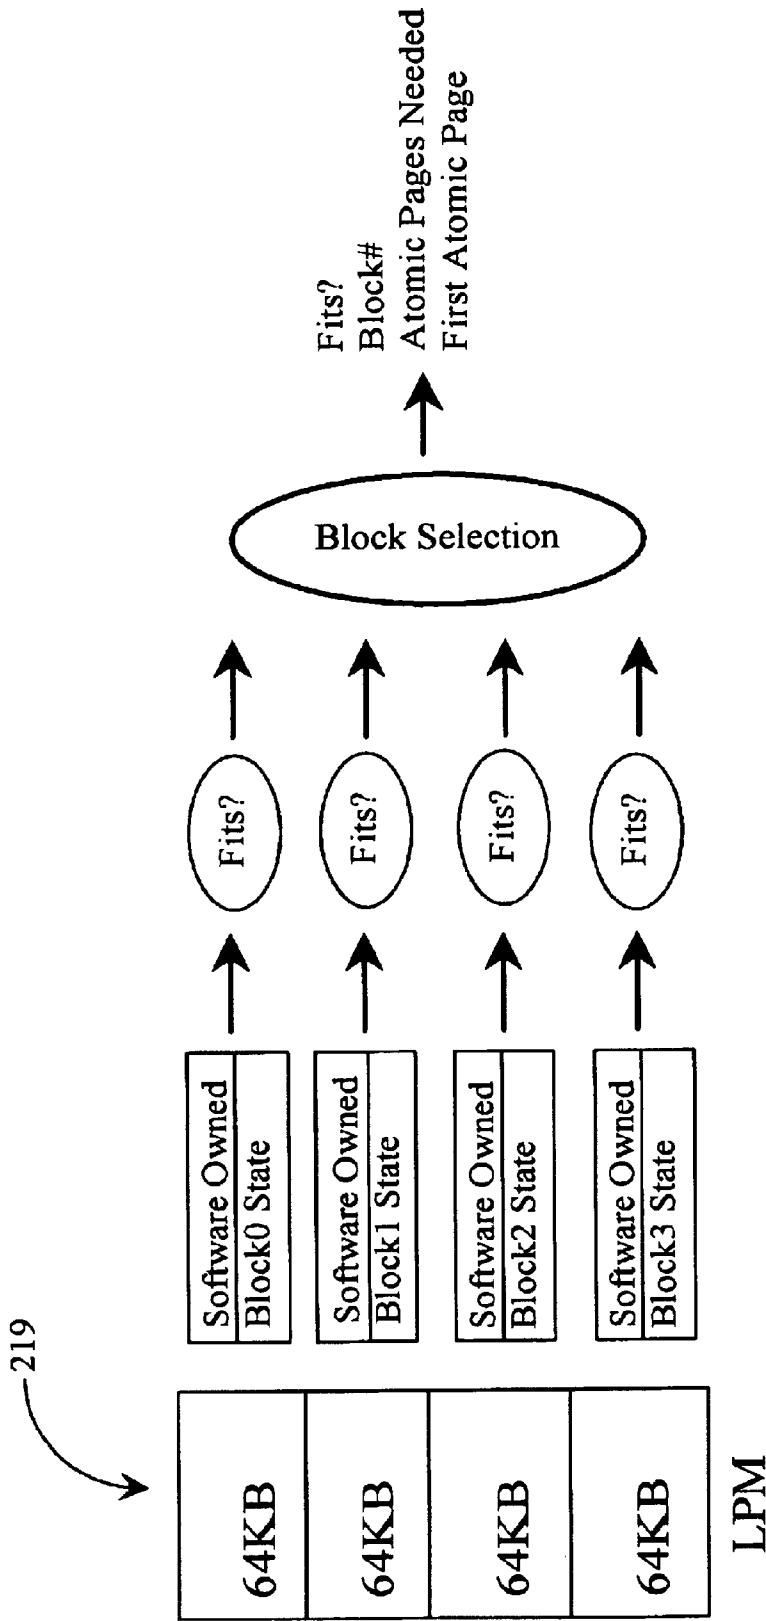 219
64KB
64KB
64KB
64KB
LPM
Software Owned
Block0 State
Software Owned
Block1 State
Software Owned
Block2 State
Software Owned
Block3 State
Fits?
Fits?
Fits?
Fits?
Block Selection
Fits?
Block#
Atomic Pages Needed
First Atomic Page